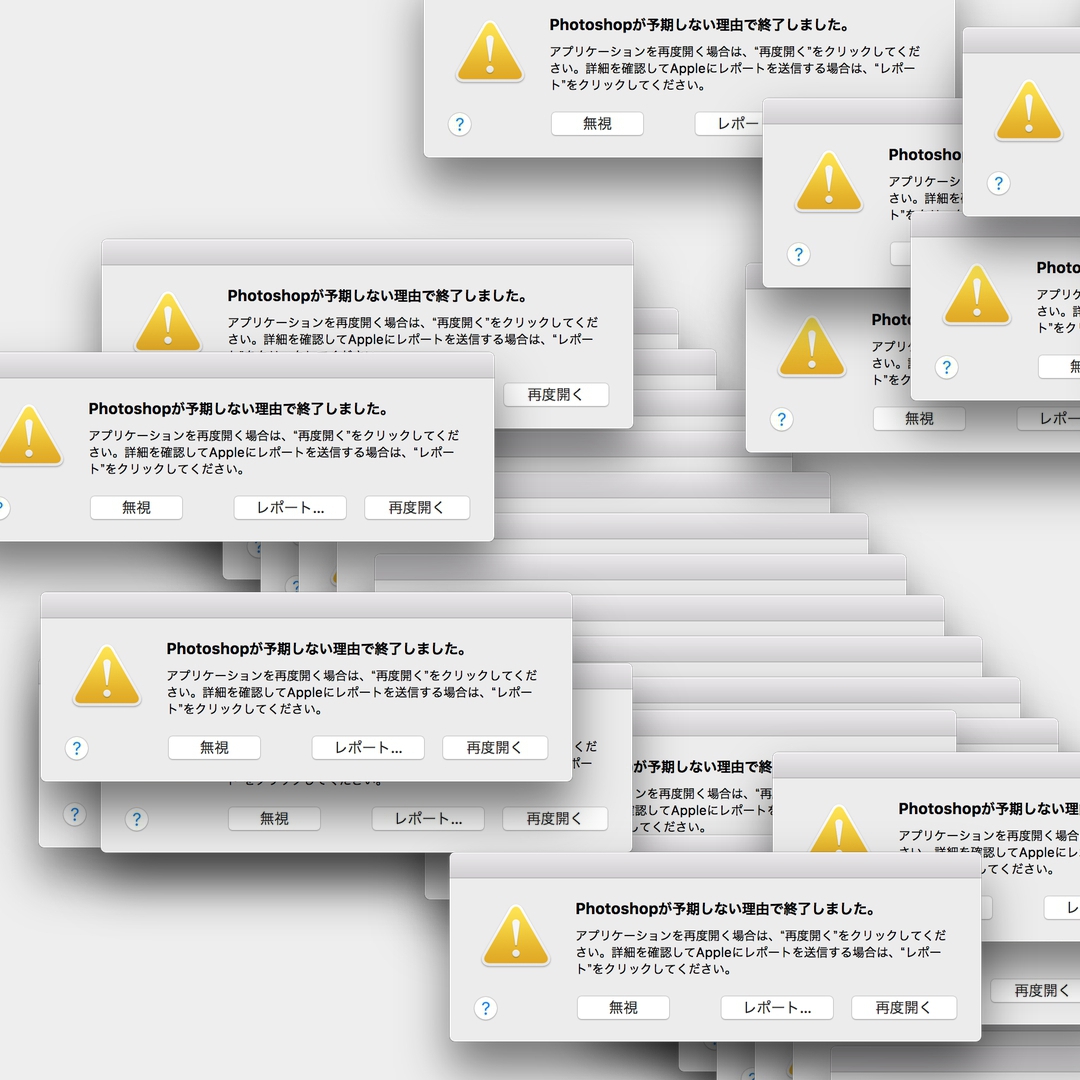 Photoshopが予期しない理由で終了しました。
アプリケーションを再度開く場合は、“再度開く”をクリックしてくだ
さい。詳細を確認してAppleにレポートを送信する場合は、“レポー
ト”をクリックしてください。
?
無視
レポー
?
Photosho
アプリケーシ
さい。詳細を
?
Photo
アプリ
さい。
ト”をク
?
無視
レポー
Photo
アプリケ
さい。
ト”をク
?
Photoshopが予期しない理由で終了しました。
アプリケーションを再度開く場合は、“再度開く”をクリックしてくだ
さい。詳細を確認してAppleにレポートを送信する場合は、“レポー
再度開く
Photoshopが予期しない理由で終了しました。
アプリケーションを再度開く場合は、“再度開く”をクリックしてくだ
さい。詳細を確認してAppleにレポートを送信する場合は、“レポー
ト”をクリックしてください。
無視
レポート...
再度開く
Photoshopが予期しない理由で終了しました。
アプリケーションを再度開く場合は、“再度開く”をクリックしてくだ
さい。詳細を確認してAppleにレポートを送信する場合は、“レポー
ト”をクリックしてください。
?
無視
レポート...
再度開く
くだ
ポー
?
?
無視
レポート...
再度開く
が予期しない理由で終
ンを再度開く場合は、“再
認してAppleにレポートを
してください。
Photoshopが予期しない理
アプリケーションを再度開く場合
さい。詳細を確認してAppleに
してください。
レ
再度開く
Photoshopが予期しない理由で終了しました。
アプリケーションを再度開く場合は、“再度開く”をクリックしてくだ
さい。詳細を確認してAppleにレポートを送信する場合は、“レポー
ト”をクリックしてください。
?
無視
レポート...
再度開く